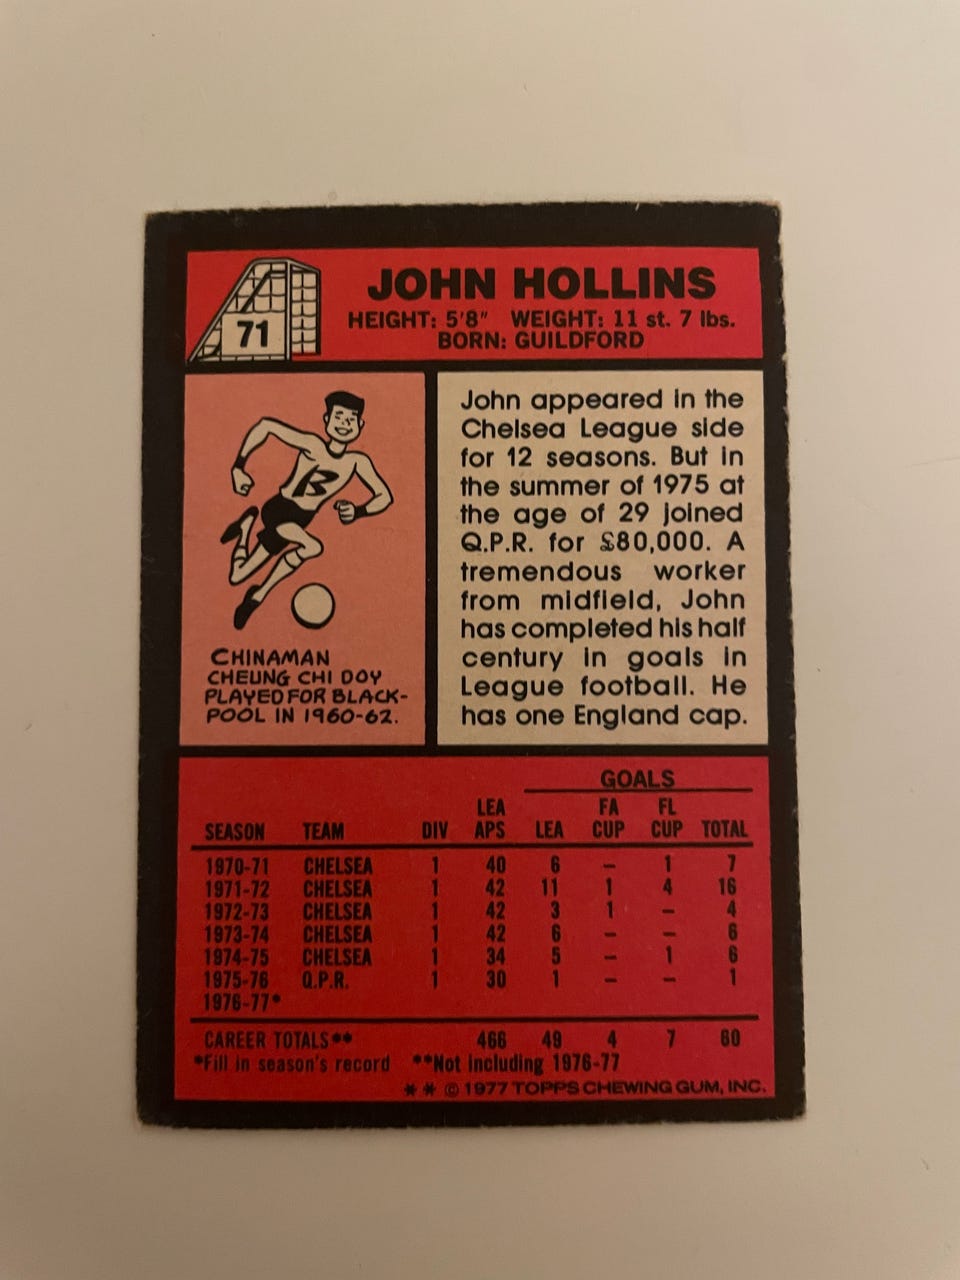 71
JOHN HOLLINS
HEIGHT: 5'8" WEIGHT: 11 st. 7 lbs.
BORN: GUILDFORD
B
CHINAMAN
CHEUNG CHI DOY
PLAYED FOR BLACK-
POOL IN 1960-62.
John appeared in the
Chelsea League side
for 12 seasons. But in
the summer of 1975 at
the age of 29 joined
Q.P.R. for £80,000. A
tremendous worker
from midfield, John
has completed his half
century in goals in
League football. He
has one England cap.
GOALS
LEA FA FL
SEASON TEAM DIV APS LEA CUP CUP TOTAL
1970-71 CHELSEA 1 40 6 – 1 7
1971-72 CHELSEA 1 42 11 1 4 16
1972-73 CHELSEA 1 42 3 1 – 4
1973-74 CHELSEA 1 42 6 – – 6
1974-75 CHELSEA 1 34 5 – 1 6
1975-76 Q.P.R. 1 30 1 – – 1
1976-77*
CAREER TOTALS** 466 49 4 7 60
*Fill in season's record **Not including 1976-77
* * © 1977 TOPPS CHEWING GUM, INC.